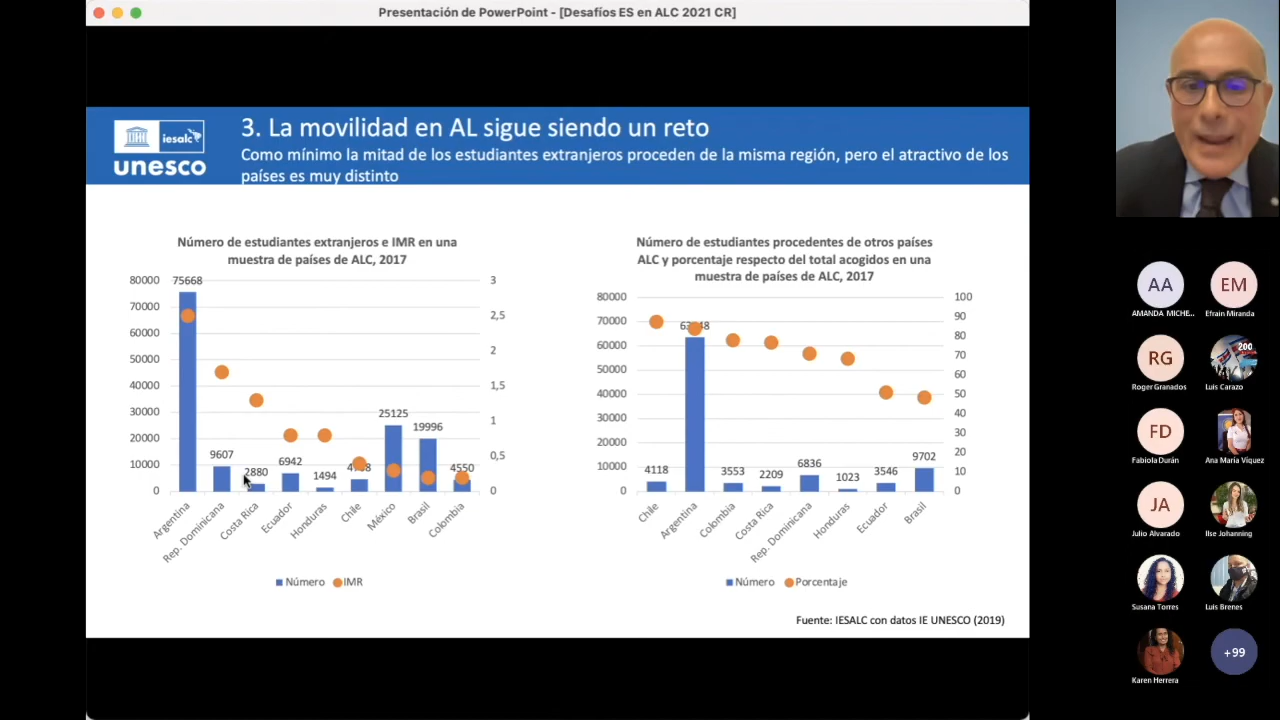 Presentación de PowerPoint - [Desafíos ES en ALC 2021 CR]
iesalc
unesco
3. La movilidad en AL sigue siendo un reto
Como mínimo la mitad de los estudiantes extranjeros proceden de la misma región, pero el atractivo de los
países es muy distinto
Número de estudiantes extranjeros e IMR en una
muestra de países de ALC, 2017
80000
70000
60000
50000
40000
30000
20000
10000
0
75668
9607
2880
6942
1494
25125
19996
4550
3
2,5
2
1,5
1
0,5
0
Argentina
Rep. Dominicana
Costa Rica
Ecuador
Honduras
Chile
México
Brasil
Colombia
Número
IMR
Número de estudiantes procedentes de otros países
ALC y porcentaje respecto del total acogidos en una
muestra de países de ALC, 2017
80000
70000
60000
50000
40000
30000
20000
10000
0
4118
3553
2209
6836
1023
3546
9702
100
90
80
70
60
50
40
30
20
10
0
Chile
Argentina
Colombia
Costa Rica
Rep. Dominicana
Honduras
Ecuador
Brasil
Número
Porcentaje
Fuente: IESALC con datos IE UNESCO (2019)
AA
AMANDA MICHE...
EM
Efrain Miranda
RG
Roger Granados
200
Luis Carazo
FD
Fabiola Durán
Ana María Víquez
JA
Julio Alvarado
Ilse Johanning
Susana Torres
Luis Brenes
Karen Herrera
+99